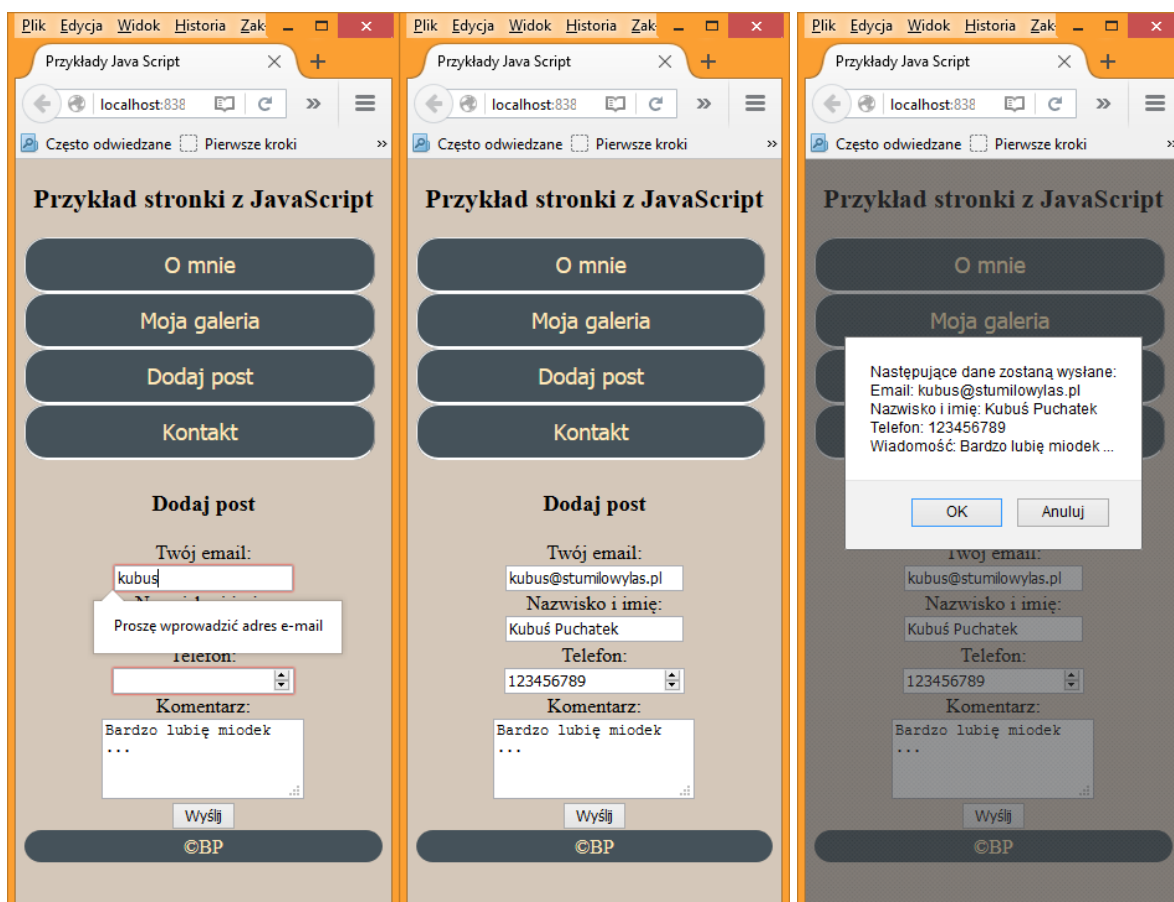 Plik Edycja Widok Historia Zak
Przykłady Java Script
localhost:838
Często odwiedzane Pierwsze kroki »
Przykład stronki z JavaScript
O mnie
Moja galeria
Dodaj post
Kontakt
Dodaj post
Twój email:
kubus
Proszę wprowadzić adres e-mail
Telefon:
Komentarz:
Bardzo lubię miodek
...
Wyślij
©BP
Plik Edycja Widok Historia Zak
Przykłady Java Script
localhost:838
Często odwiedzane Pierwsze kroki »
Przykład stronki z JavaScript
O mnie
Moja galeria
Dodaj post
Kontakt
Dodaj post
Twój email:
kubus@stumilowylas.pl
Nazwisko i imię:
Kubuś Puchatek
Telefon:
123456789
Komentarz:
Bardzo lubię miodek
...
Wyślij
©BP
Plik Edycja Widok Historia Zak
Przykłady Java Script
localhost:838
Często odwiedzane Pierwsze kroki »
Przykład stronki z JavaScript
O mnie
Moja galeria
Następujące dane zostaną wysłane:
Email: kubus@stumilowylas.pl
Nazwisko i imię: Kubuś Puchatek
Telefon: 123456789
Wiadomość: Bardzo lubię miodek ...
OK Anuluj
Twój email:
kubus@stumilowylas.pl
Nazwisko i imię:
Kubuś Puchatek
Telefon:
123456789
Komentarz:
Bardzo lubię miodek
...
Wyślij
©BP